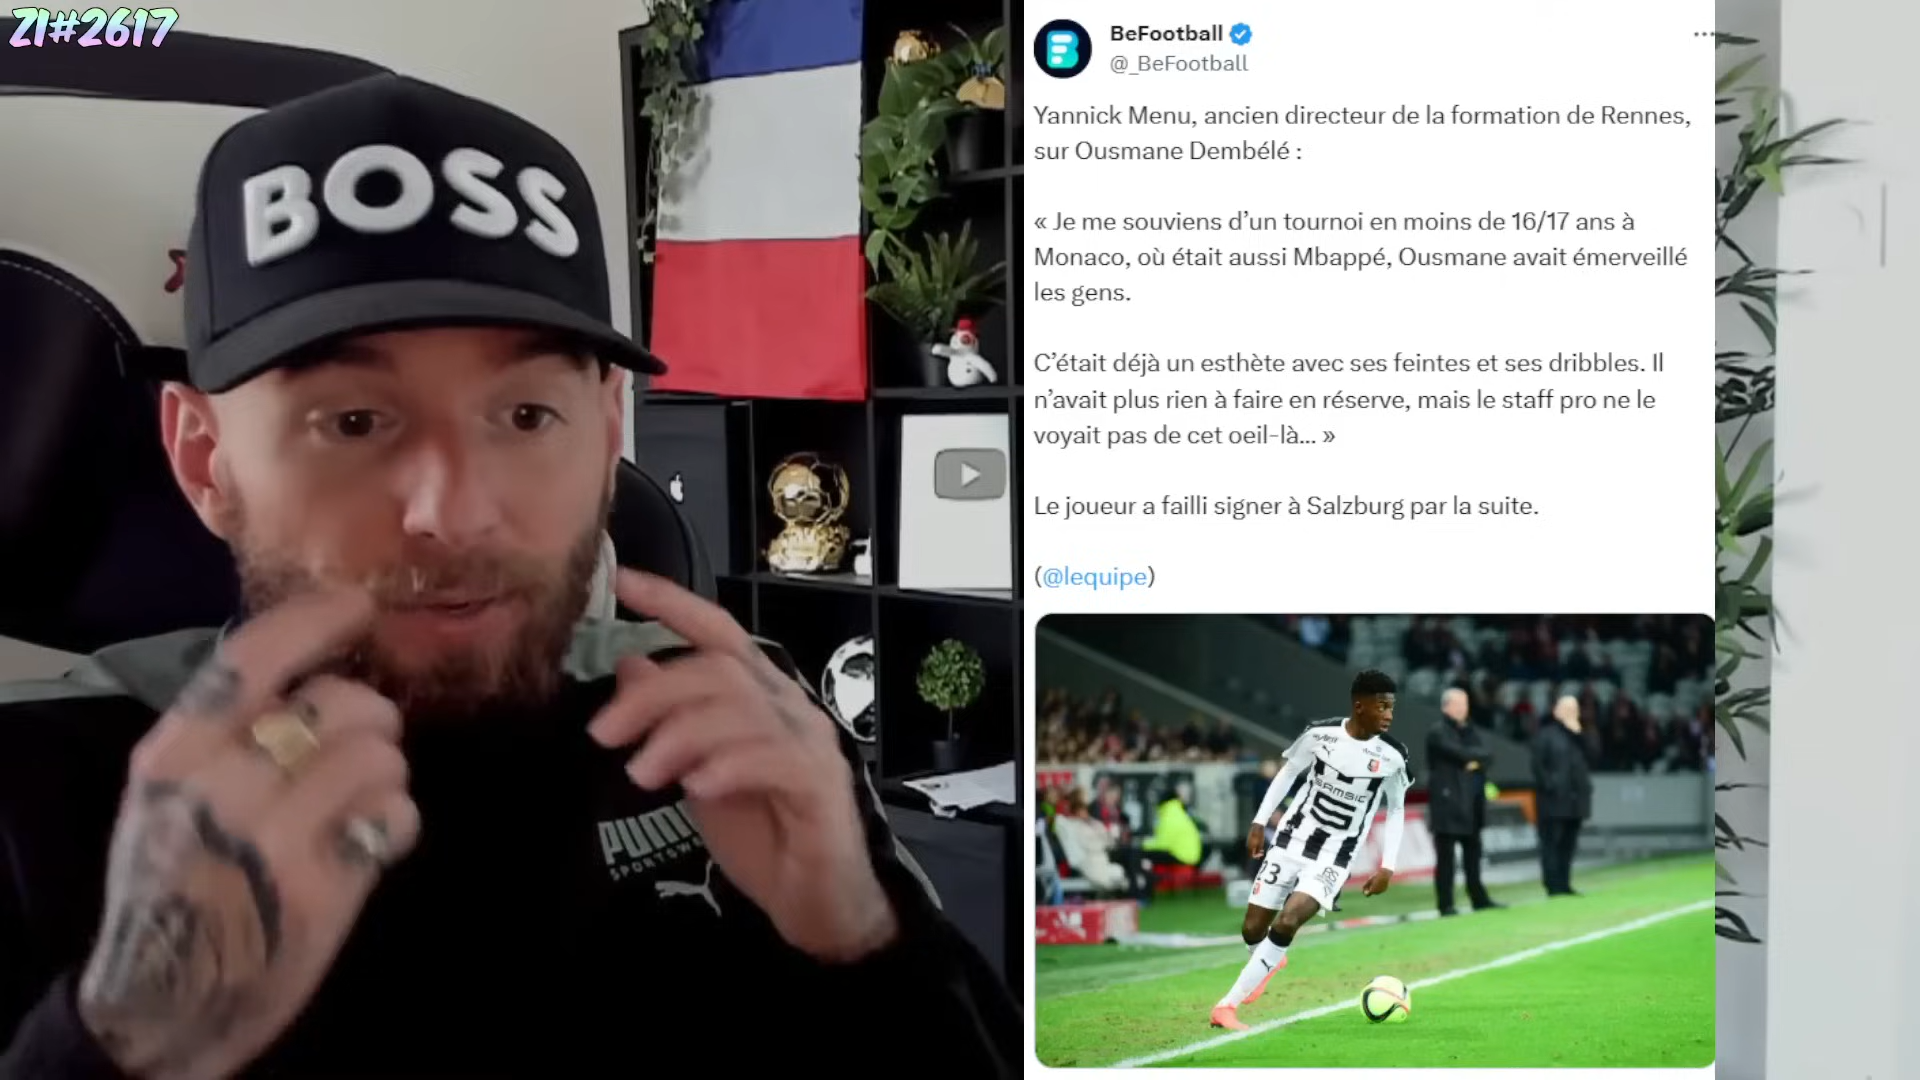 ZI#2617
BOSS
PUMA
SPORTSWE
BeFootball
@_BeFootball
Yannick Menu, ancien directeur de la formation de Rennes,
sur Ousmane Dembélé :
« Je me souviens d’un tournoi en moins de 16/17 ans à
Monaco, où était aussi Mbappé, Ousmane avait émerveillé
les gens.
C’était déjà un esthète avec ses feintes et ses dribbles. Il
n’avait plus rien à faire en réserve, mais le staff pro ne le
voyait pas de cet oeil-là... »
Le joueur a failli signer à Salzburg par la suite.
(@lequipe)
SAMSIC
23